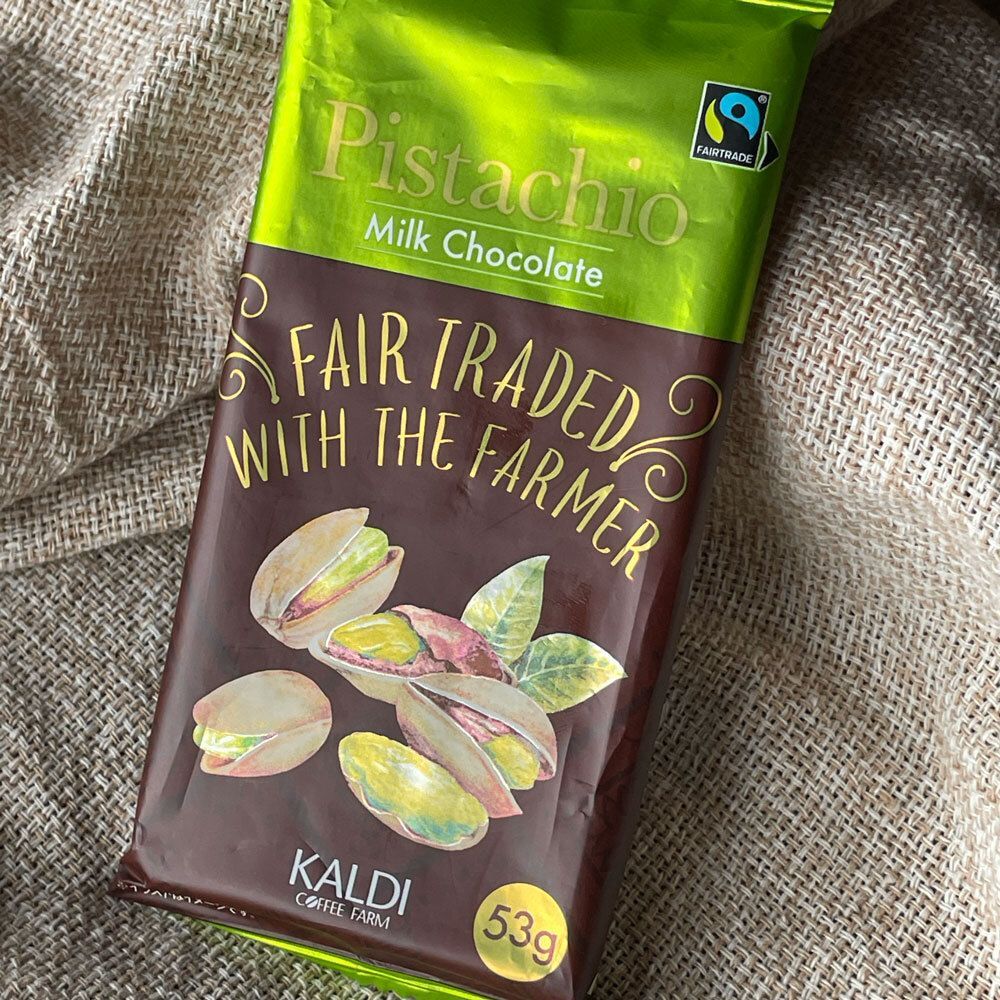 Pistachio
Milk Chocolate
FAIRTRADE
®
FAIR TRADED
WITH THE FARMER
KALDI
COFFEE FARM
53g